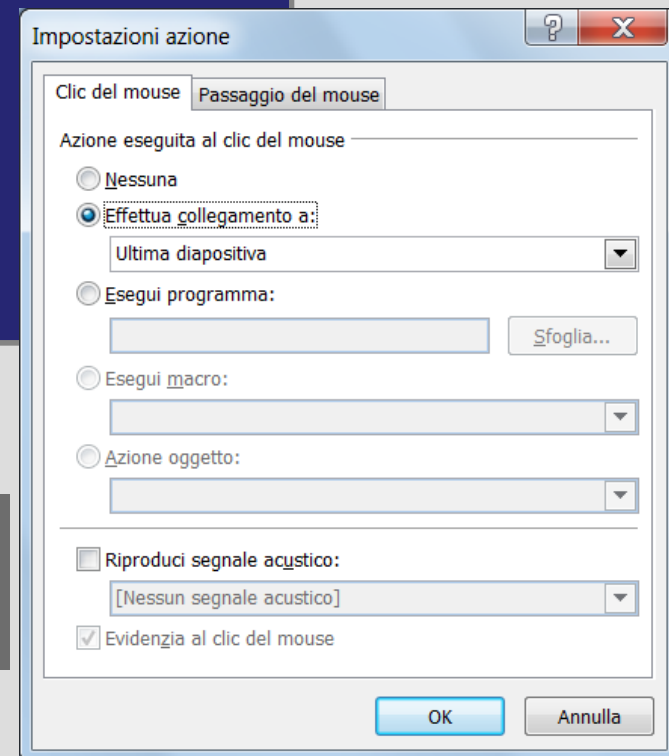 Impostazioni azione
Clic del mouse
Passaggio del mouse
Azione eseguita al clic del mouse
Nessuna
Effettua collegamento a:
Ultima diapositiva
Esegui programma:
Sfoglia...
Esegui macro:
Azione oggetto:
Riproduci segnale acustico:
[Nessun segnale acustico]
Evidenzia al clic del mouse
OK
Annulla